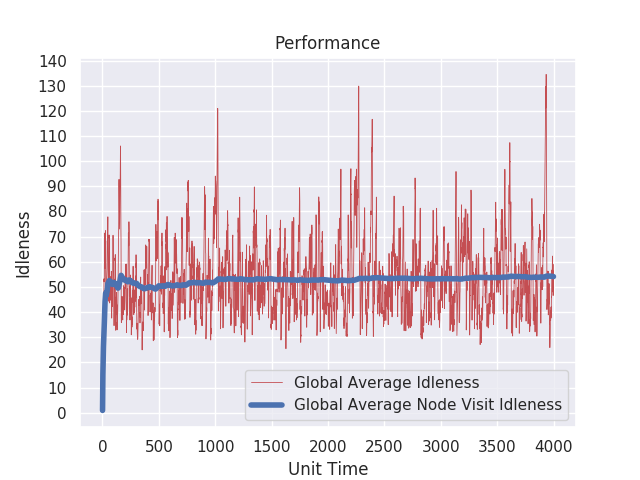 Performance
140
130
120
110
100
90
80
70
60
50
40
30
20
10
0
Idleness
Global Average Idleness
Global Average Node Visit Idleness
0 500 1000 1500 2000 2500 3000 3500 4000
Unit Time